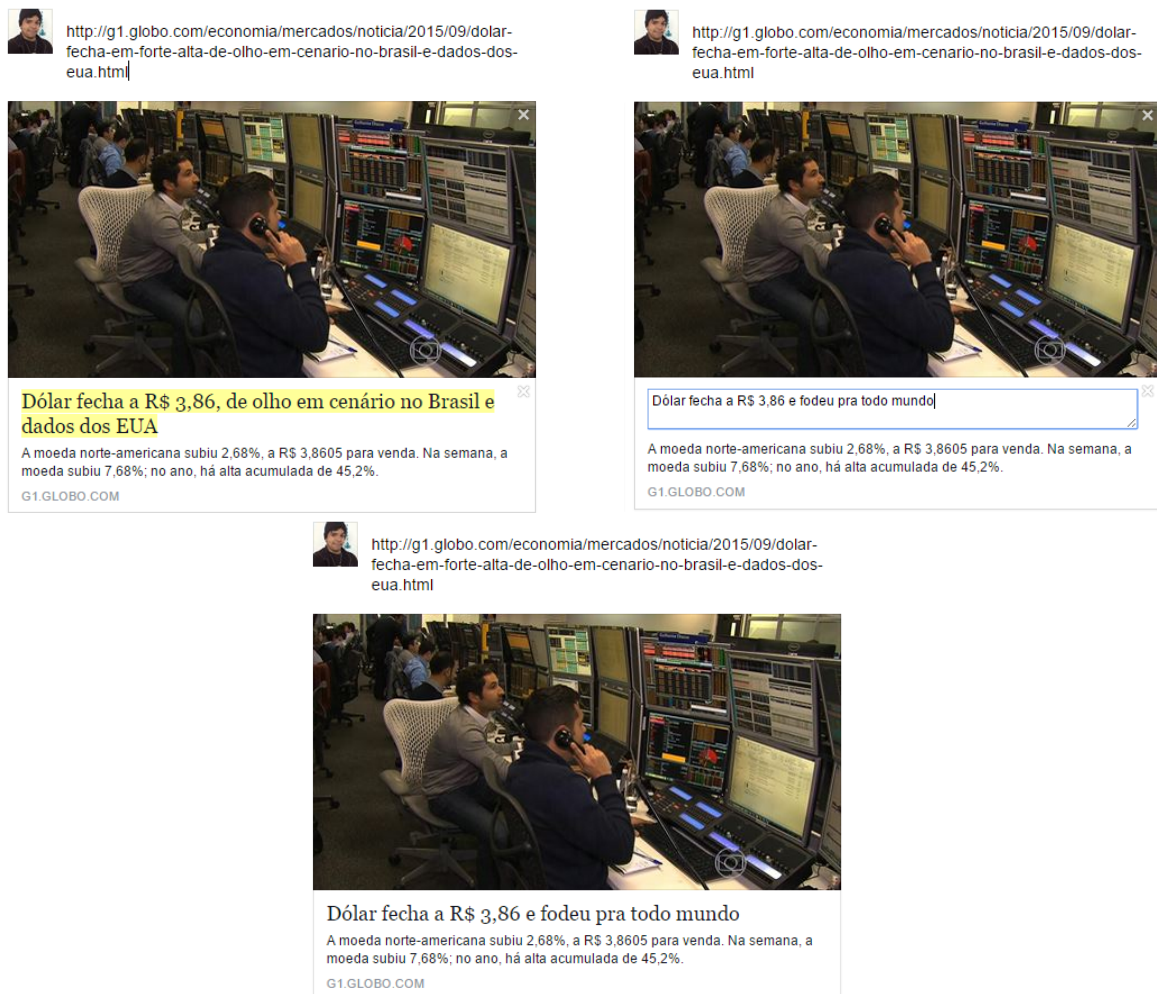 http://g1.globo.com/economia/mercados/noticia/2015/09/dolar-
fecha-em-forte-alta-de-olho-em-cenario-no-brasil-e-dados-dos-
eua.html
Dólar fecha a R$ 3,86, de olho em cenário no Brasil e
dados dos EUA
A moeda norte-americana subiu 2,68%, a R$ 3,8605 para venda. Na semana, a
moeda subiu 7,68%; no ano, há alta acumulada de 45,2%.
G1.GLOBO.COM
http://g1.globo.com/economia/mercados/noticia/2015/09/dolar-
fecha-em-forte-alta-de-olho-em-cenario-no-brasil-e-dados-dos-
eua.html
Dólar fecha a R$ 3,86 e fodeu pra todo mundo
A moeda norte-americana subiu 2,68%, a R$ 3,8605 para venda. Na semana, a
moeda subiu 7,68%; no ano, há alta acumulada de 45,2%.
G1.GLOBO.COM
http://g1.globo.com/economia/mercados/noticia/2015/09/dolar-
fecha-em-forte-alta-de-olho-em-cenario-no-brasil-e-dados-dos-
eua.html
Dólar fecha a R$ 3,86 e fodeu pra todo mundo
A moeda norte-americana subiu 2,68%, a R$ 3,8605 para venda. Na semana, a
moeda subiu 7,68%; no ano, há alta acumulada de 45,2%.
G1.GLOBO.COM